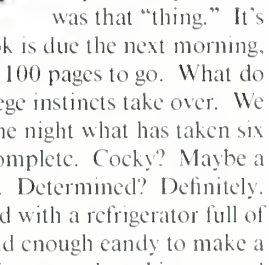 was that “thing.” It's
k is due the next morning,
100 pages to go. What do
ege instincts take over. We
ne night what has taken six
omplete. Cocky? Maybe a
. Determined? Definitely.
d with a refrigerator full of
d enough candy to make a